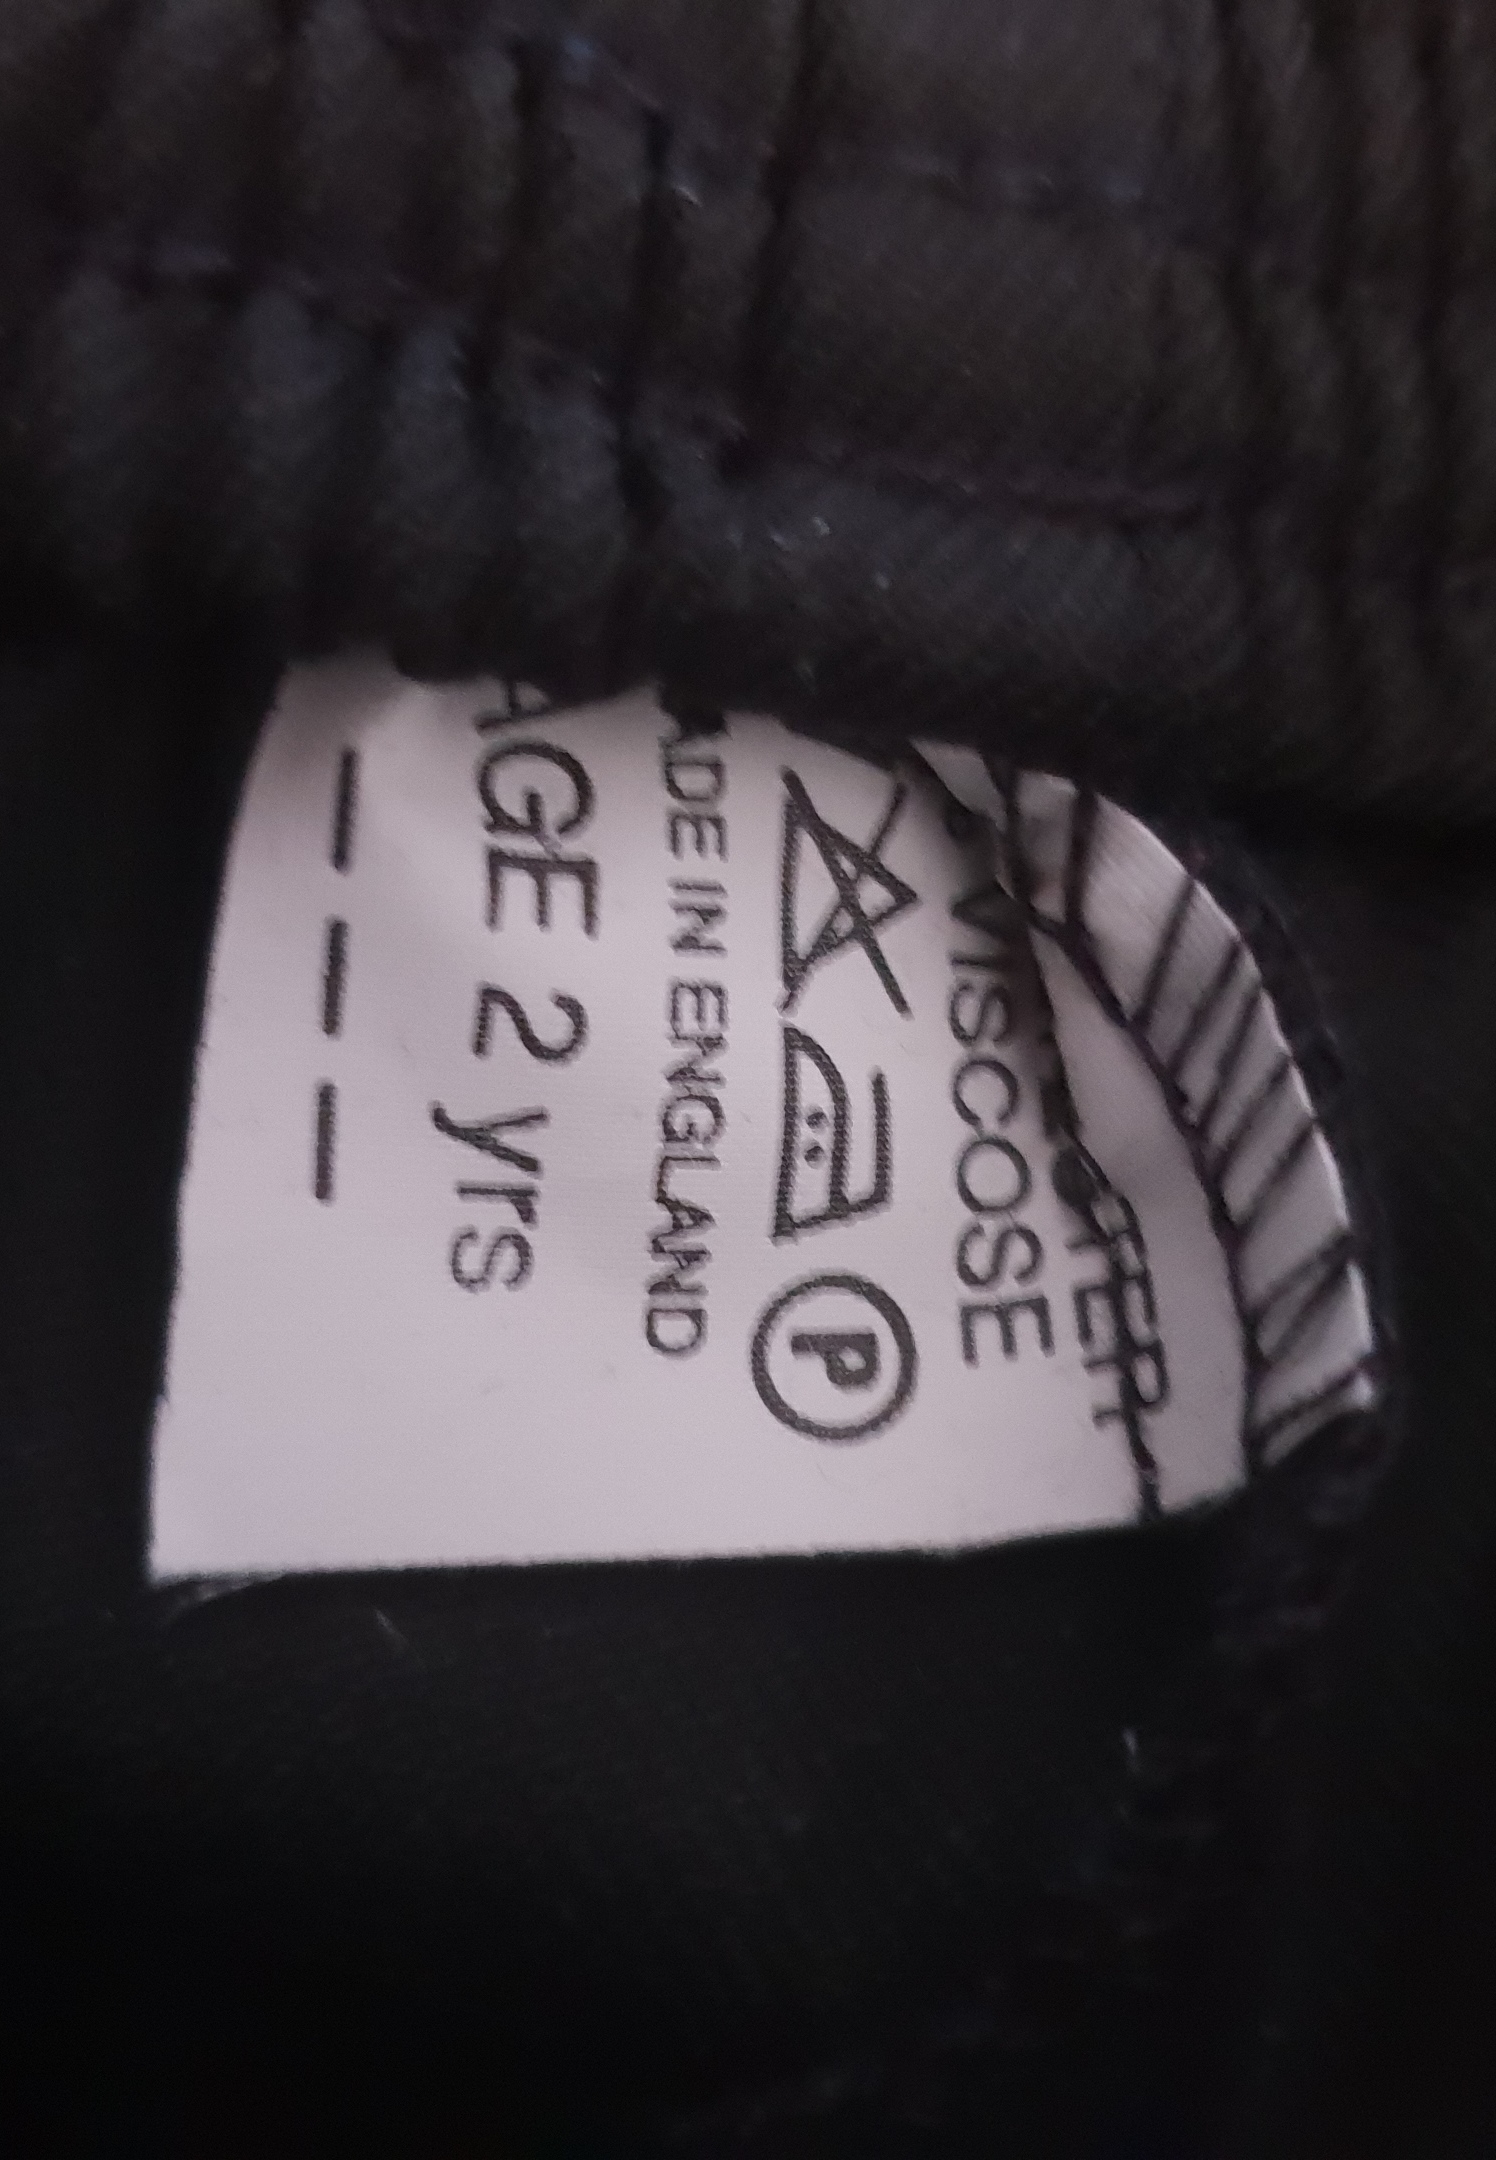 VISCOSE
P
ADE IN ENGLAND
AGE 2 yrs